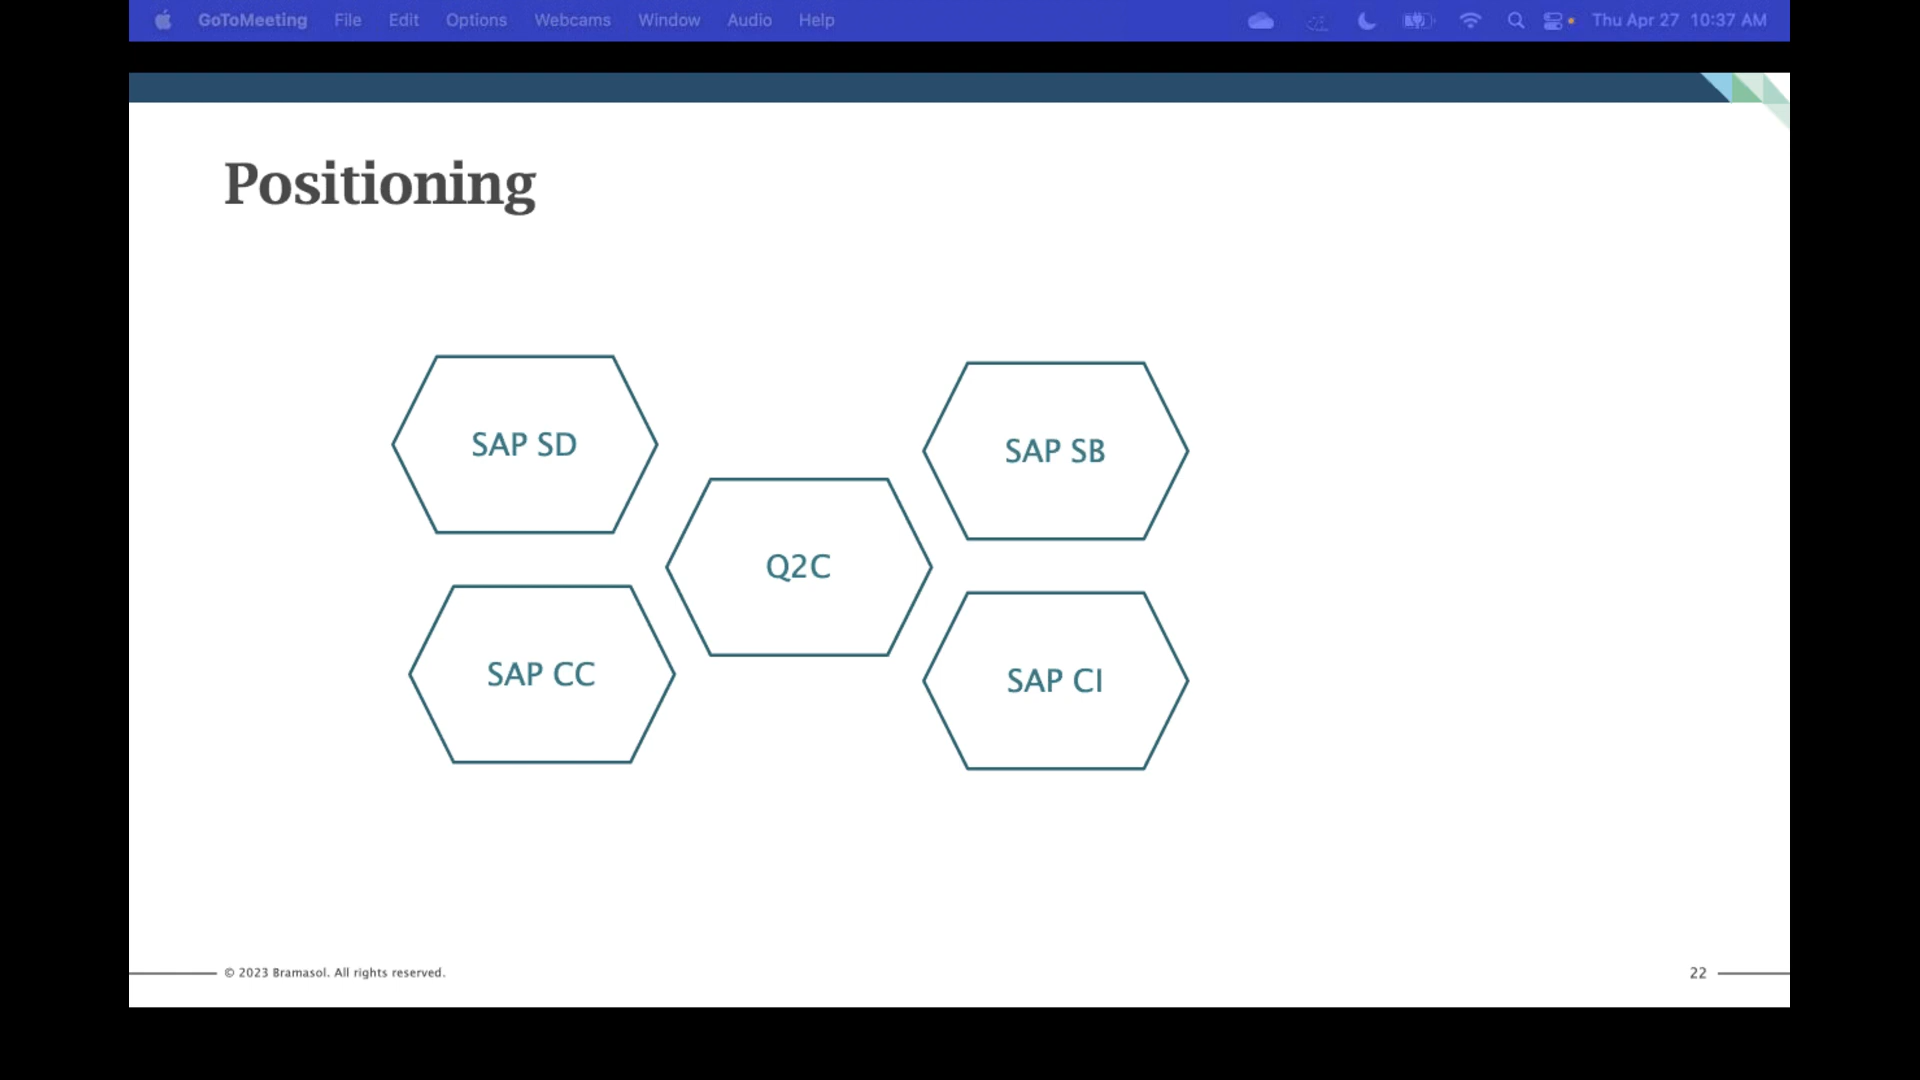 GoToMeeting File Edit Options Webcams Window Audio Help Thu Apr 27 10:37 AM
Positioning
SAP SD
SAP SB
Q2C
SAP CC
SAP CI
© 2023 Bramasol. All rights reserved.
22